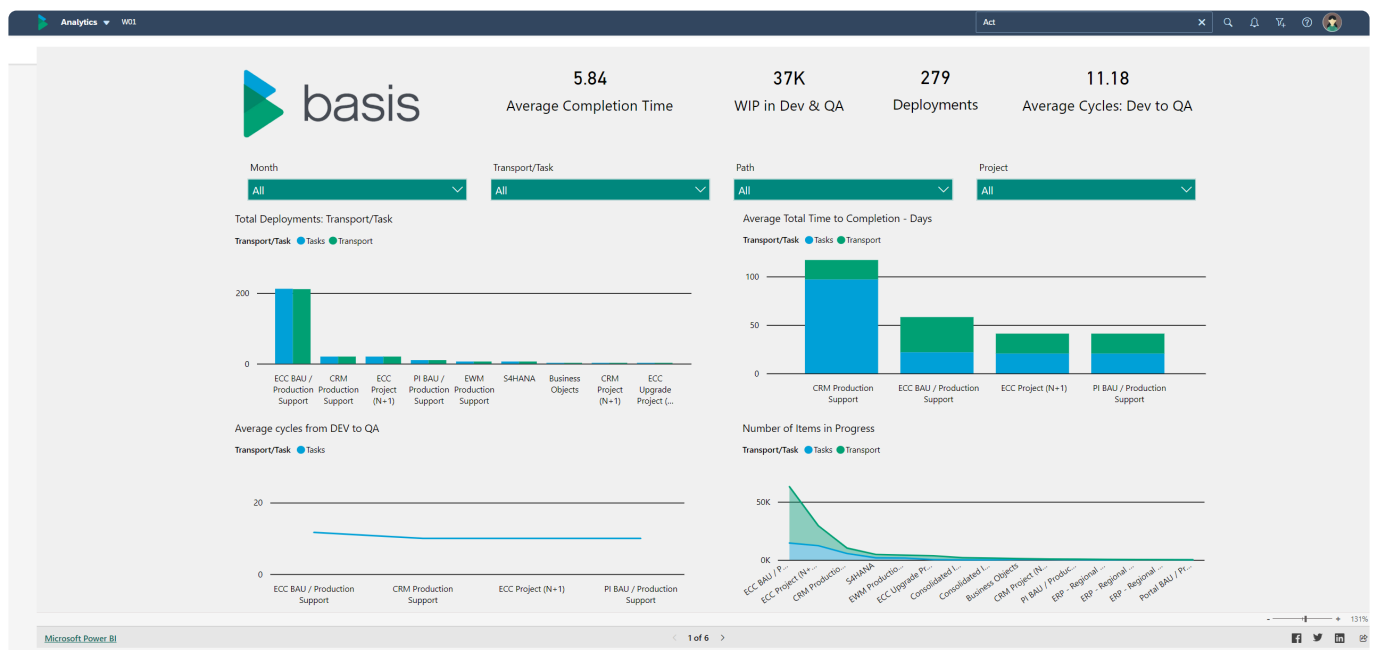 Analytics
W01
Act
basis
5.84
Average Completion Time
37K
WIP in Dev & QA
279
Deployments
11.18
Average Cycles: Dev to QA
Month
All
Transport/Task
All
Path
All
Project
All
Total Deployments: Transport/Task
Transport/Task Tasks Transport
200
0
ECC BAU /
Production
Support
CRM
Production
Support
ECC
Project
(N+1)
PI BAU /
Production
Support
EWM
Production
Support
S4HANA
Business
Objects
CRM
Project
(N+1)
ECC
Upgrade
Project (...
Average Total Time to Completion - Days
Transport/Task Tasks Transport
100
50
0
CRM Production
Support
ECC BAU / Production
Support
ECC Project (N+1)
PI BAU / Production
Support
Average cycles from DEV to QA
Transport/Task Tasks
20
0
ECC BAU / Production
Support
CRM Production
Support
ECC Project (N+1)
PI BAU / Production
Support
Number of Items in Progress
Transport/Task Tasks Transport
50K
0K
ECC BAU / P...
ECC Project (N+...
CRM Productio...
S4HANA
EWM Productio...
ECC Upgrade Pr...
Consolidated I...
Consolidated I...
Business Objects
CRM Project (N...
PI BAU / Produc...
ERP - Regional ...
ERP - Regional ...
ERP - Regional ...
Portal BAU / Pr...
- + 131%
Microsoft Power BI
1 of 6